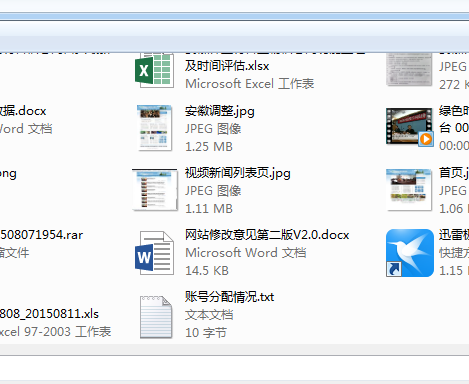 及时间评估.xlsx
Microsoft Excel 工作表
JPEG
272 K
数据.docx
Word 文档
安徽调整.jpg
JPEG 图像
1.25 MB
绿色时
台 00
00:00
png
视频新闻列表页.jpg
JPEG 图像
1.11 MB
首页.j
JPEG
1.06
508071954.rar
缩文件
网站修改意见第二版V2.0.docx
Microsoft Word 文档
14.5 KB
迅雷极
快捷方
1.15
808_20150811.xls
Excel 97-2003 工作表
账号分配情况.txt
文本文档
10 字节